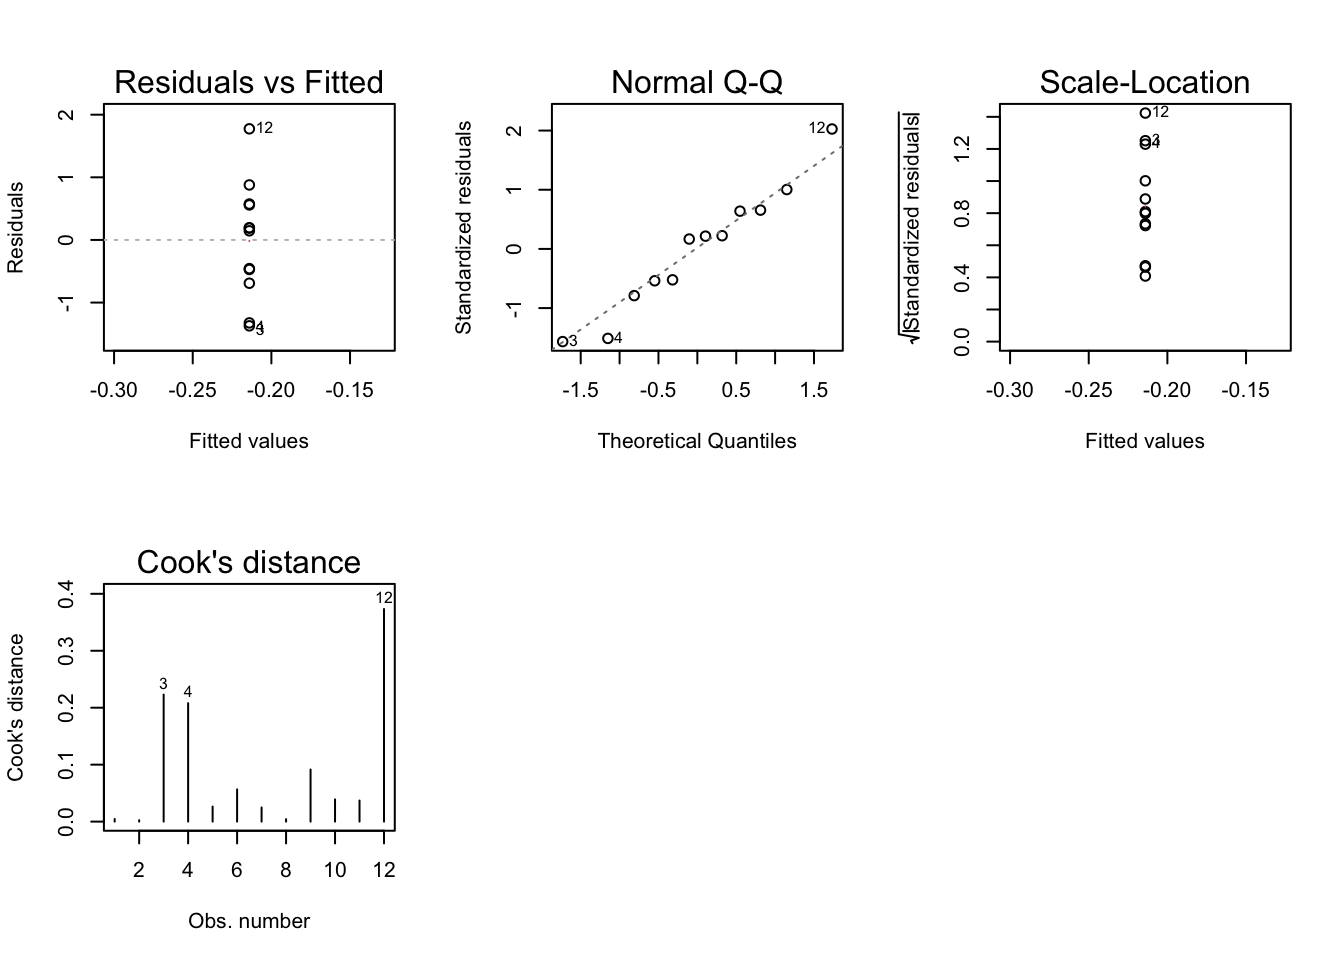 Residuals vs Fitted
2
1
0
-1
Residuals
12
4
3
-0.30 -0.25 -0.20 -0.15
Fitted values
Normal Q-Q
2
1
0
-1
Standardized residuals
12
3
4
-1.5 -0.5 0.5 1.5
Theoretical Quantiles
Scale-Location
1.2
0.8
0.4
0.0
√|Standardized residuals|
12
3
4
-0.30 -0.25 -0.20 -0.15
Fitted values
Cook's distance
0.4
0.3
0.2
0.1
0.0
Cook's distance
3
4
12
2 4 6 8 10 12
Obs. number